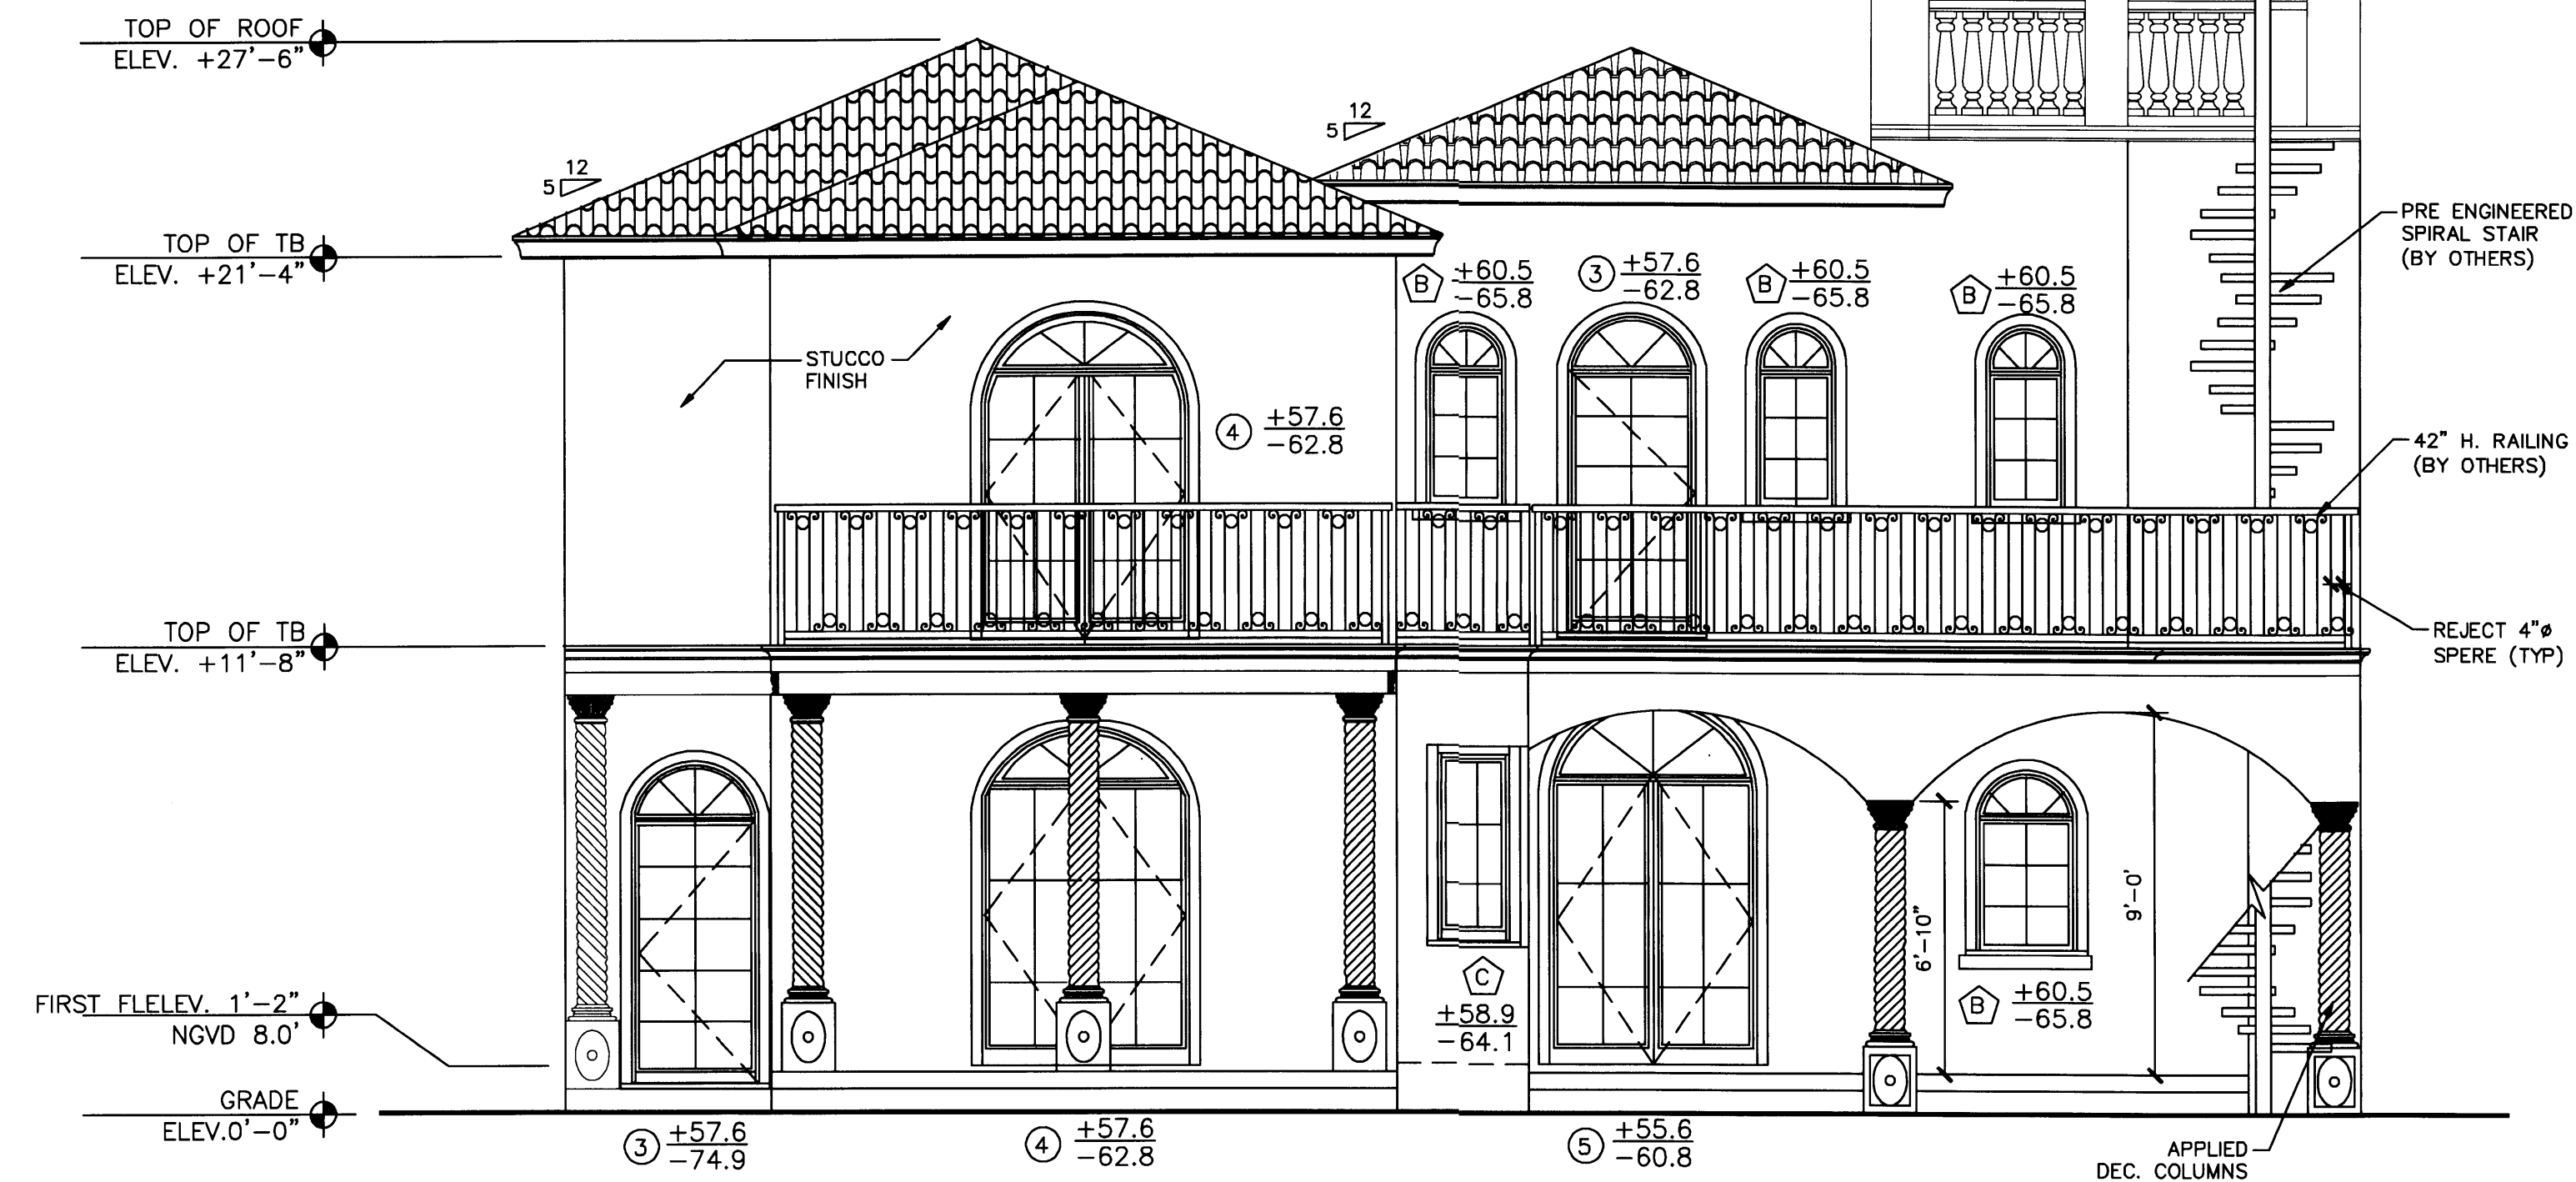 TOP OF ROOF
ELEV. +27'-6"
12
5
12
5
TOP OF TB
ELEV. +21'-4"
PRE ENGINEERED
SPIRAL STAIR
(BY OTHERS)
B +60.5
-65.8
3 +57.6
-62.8
B +60.5
-65.8
B +60.5
-65.8
STUCCO
FINISH
4 +57.6
-62.8
42" H. RAILING
(BY OTHERS)
TOP OF TB
ELEV. +11'-8"
REJECT 4"ø
SPERE (TYP)
6'-10"
9'-0'
C
+58.9
-64.1
B +60.5
-65.8
FIRST FLELEV. 1'-2"
NGVD 8.0'
GRADE
ELEV.0'-0"
3 +57.6
-74.9
4 +57.6
-62.8
5 +55.6
-60.8
APPLIED
DEC. COLUMNS